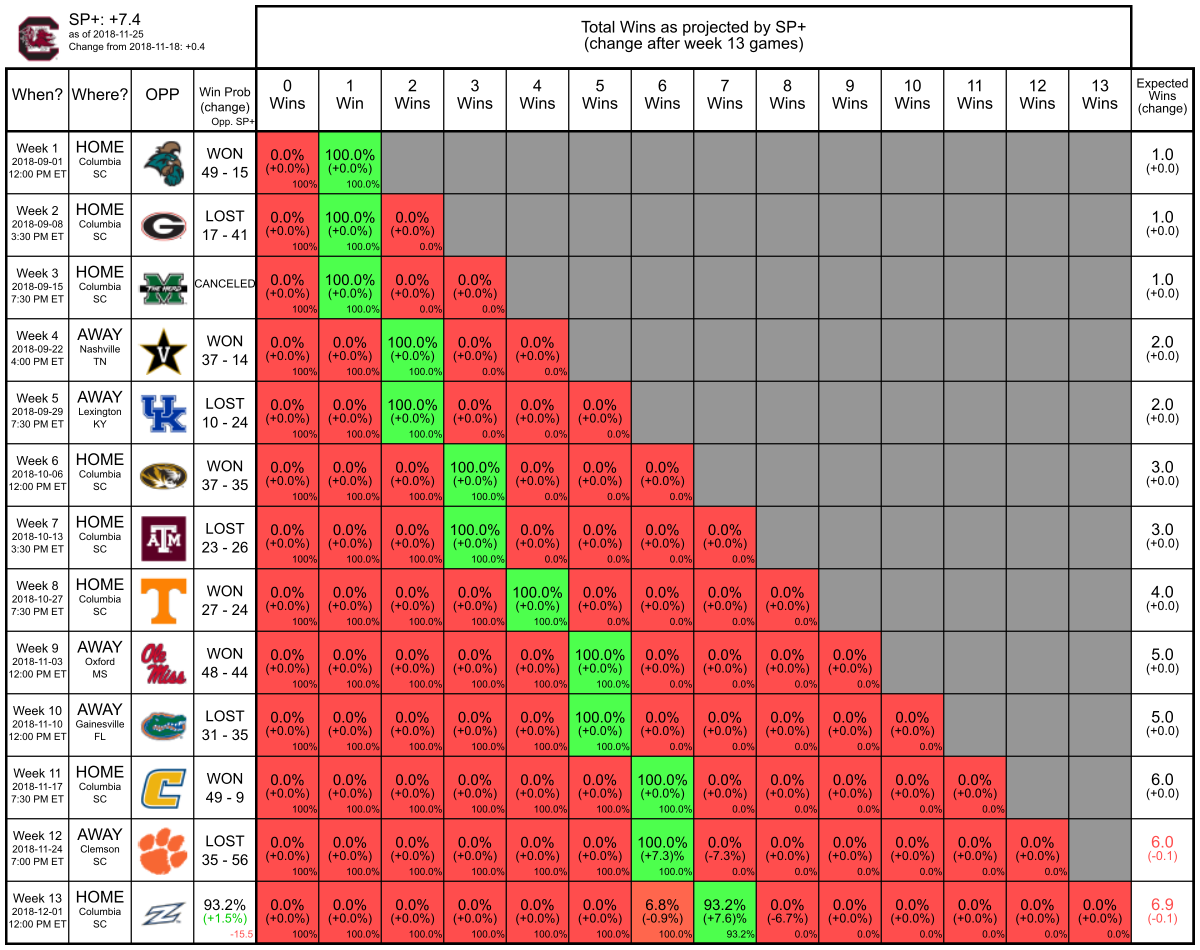 SP+: +7.4
as of 2018-11-25
Change from 2018-11-18: +0.4
Total Wins as projected by SP+
(change after week 13 games)
When? Where? OPP Win Prob (change) Opp. SP+ 0 Wins 1 Win 2 Wins 3 Wins 4 Wins 5 Wins 6 Wins 7 Wins 8 Wins 9 Wins 10 Wins 11 Wins 12 Wins 13 Wins Expected Wins (change)
Week 1 HOME WON 0.0% 100.0% 1.0
2018-09-01 Columbia (+0.0%) (+0.0%) (+0.0)
12:00 PM ET SC 49 - 15 100% 100.0%
Week 2 HOME LOST 0.0% 100.0% 0.0% 1.0
2018-09-08 Columbia (+0.0%) (+0.0%) (+0.0%) (+0.0)
3:30 PM ET SC 17 - 41 100% 100.0% 0.0%
Week 3 HOME THE HERD CANCELED 0.0% 100.0% 0.0% 0.0% 1.0
2018-09-15 Columbia (+0.0%) (+0.0%) (+0.0%) (+0.0%) (+0.0)
7:30 PM ET SC 100% 100.0% 0.0% 0.0%
Week 4 AWAY V WON 0.0% 0.0% 100.0% 0.0% 0.0% 2.0
2018-09-22 Nashville (+0.0%) (+0.0%) (+0.0%) (+0.0%) (+0.0%) (+0.0)
4:00 PM ET TN 37 - 14 100% 100.0% 100.0% 0.0% 0.0%
Week 5 AWAY UK LOST 0.0% 0.0% 100.0% 0.0% 0.0% 0.0% 2.0
2018-09-29 Lexington (+0.0%) (+0.0%) (+0.0%) (+0.0%) (+0.0%) (+0.0%) (+0.0)
7:30 PM ET KY 10 - 24 100% 100.0% 100.0% 0.0% 0.0% 0.0%
Week 6 HOME WON 0.0% 0.0% 0.0% 100.0% 0.0% 0.0% 0.0% 3.0
2018-10-06 Columbia (+0.0%) (+0.0%) (+0.0%) (+0.0%) (+0.0%) (+0.0%) (+0.0%) (+0.0)
12:00 PM ET SC 37 - 35 100% 100.0% 100.0% 100.0% 0.0% 0.0% 0.0%
Week 7 HOME ATM LOST 0.0% 0.0% 0.0% 100.0% 0.0% 0.0% 0.0% 0.0% 3.0
2018-10-13 Columbia (+0.0%) (+0.0%) (+0.0%) (+0.0%) (+0.0%) (+0.0%) (+0.0%) (+0.0%) (+0.0)
3:30 PM ET SC 23 - 26 100% 100.0% 100.0% 100.0% 0.0% 0.0% 0.0% 0.0%
Week 8 HOME T WON 0.0% 0.0% 0.0% 0.0% 100.0% 0.0% 0.0% 0.0% 0.0% 4.0
2018-10-27 Columbia (+0.0%) (+0.0%) (+0.0%) (+0.0%) (+0.0%) (+0.0%) (+0.0%) (+0.0%) (+0.0%) (+0.0)
7:30 PM ET SC 27 - 24 100% 100.0% 100.0% 100.0% 100.0% 0.0% 0.0% 0.0% 0.0%
Week 9 AWAY Ole Miss WON 0.0% 0.0% 0.0% 0.0% 0.0% 100.0% 0.0% 0.0% 0.0% 0.0% 5.0
2018-11-03 Oxford (+0.0%) (+0.0%) (+0.0%) (+0.0%) (+0.0%) (+0.0%) (+0.0%) (+0.0%) (+0.0%) (+0.0%) (+0.0)
12:00 PM ET MS 48 - 44 100% 100.0% 100.0% 100.0% 100.0% 100.0% 0.0% 0.0% 0.0% 0.0%
Week 10 AWAY LOST 0.0% 0.0% 0.0% 0.0% 0.0% 100.0% 0.0% 0.0% 0.0% 0.0% 0.0% 5.0
2018-11-10 Gainesville (+0.0%) (+0.0%) (+0.0%) (+0.0%) (+0.0%) (+0.0%) (+0.0%) (+0.0%) (+0.0%) (+0.0%) (+0.0%) (+0.0)
12:00 PM ET FL 31 - 35 100% 100.0% 100.0% 100.0% 100.0% 100.0% 0.0% 0.0% 0.0% 0.0% 0.0%
Week 11 HOME C WON 0.0% 0.0% 0.0% 0.0% 0.0% 0.0% 100.0% 0.0% 0.0% 0.0% 0.0% 0.0% 6.0
2018-11-17 Columbia (+0.0%) (+0.0%) (+0.0%) (+0.0%) (+0.0%) (+0.0%) (+0.0%) (+0.0%) (+0.0%) (+0.0%) (+0.0%) (+0.0%) (+0.0)
7:30 PM ET SC 49 - 9 100% 100.0% 100.0% 100.0% 100.0% 100.0% 100.0% 0.0% 0.0% 0.0% 0.0% 0.0%
Week 12 AWAY LOST 0.0% 0.0% 0.0% 0.0% 0.0% 0.0% 100.0% 0.0% 0.0% 0.0% 0.0% 0.0% 0.0% 6.0
2018-11-24 Clemson (+0.0%) (+0.0%) (+0.0%) (+0.0%) (+0.0%) (+0.0%) (+7.3)% (-7.3%) (+0.0%) (+0.0%) (+0.0%) (+0.0%) (+0.0%) (-0.1)
7:00 PM ET SC 35 - 56 100% 100.0% 100.0% 100.0% 100.0% 100.0% 100.0% 0.0% 0.0% 0.0% 0.0% 0.0% 0.0%
Week 13 HOME Z 93.2% 0.0% 0.0% 0.0% 0.0% 0.0% 0.0% 6.8% 93.2% 0.0% 0.0% 0.0% 0.0% 0.0% 0.0% 6.9
2018-12-01 Columbia (+1.5%) (+0.0%) (+0.0%) (+0.0%) (+0.0%) (+0.0%) (+0.0%) (-0.9%) (+7.6)% (-6.7%) (+0.0%) (+0.0%) (+0.0%) (+0.0%) (+0.0%) (-0.1)
12:00 PM ET SC -15.5 100% 100.0% 100.0% 100.0% 100.0% 100.0% 100.0% 93.2% 0.0% 0.0% 0.0% 0.0% 0.0% 0.0%